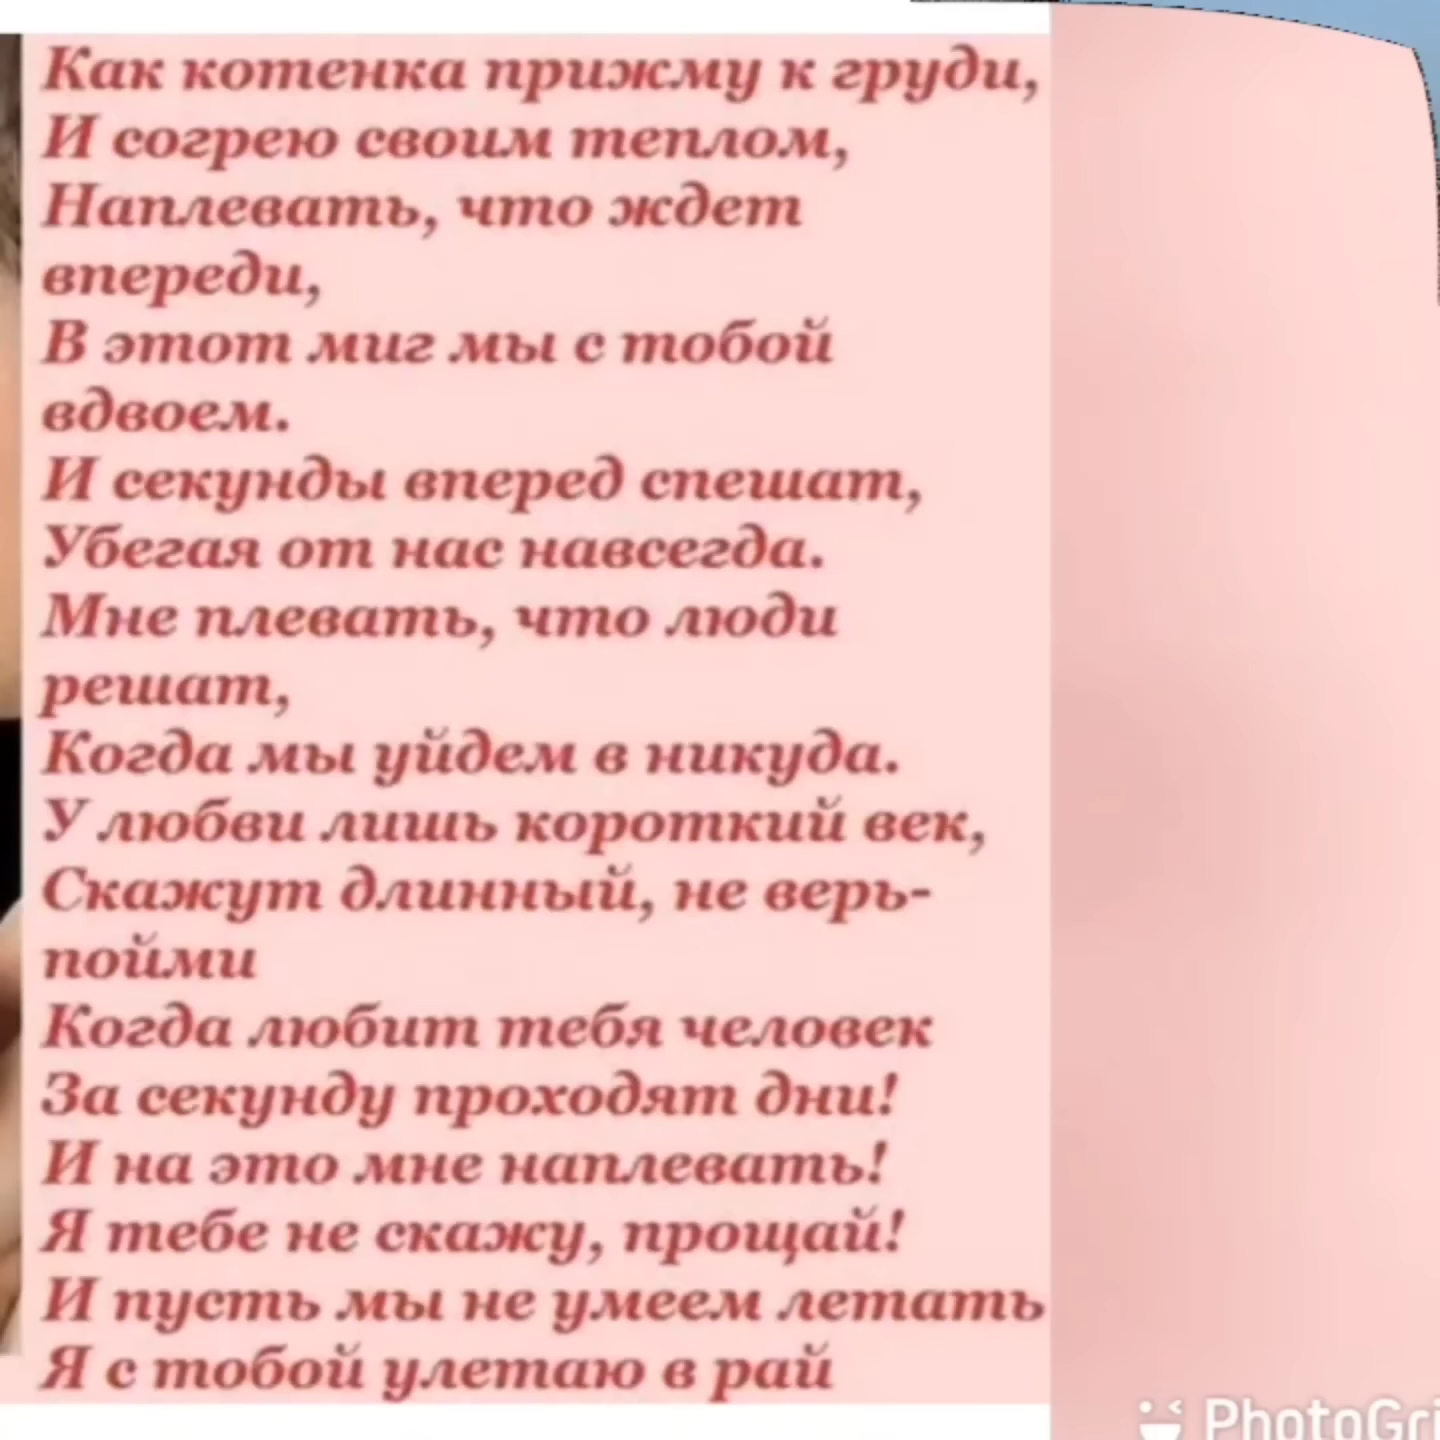 Как котенка прижму к груди,
И согрею своим теплом,
Наплевать, что ждет
впереди,
В этот миг мы с тобой
вдвоем.
И секунды вперед спешат,
Убегая от нас навсегда.
Мне плевать, что люди
решат,
Когда мы уйдем в никуда.
У любви лишь короткий век,
Скажут длинный, не верь-
пойми
Когда любит тебя человек
За секунду проходят дни!
И на это мне наплевать!
Я тебе не скажу, прощай!
И пусть мы не умеем летать
Я с тобой улетаю в рай
PhotoGri